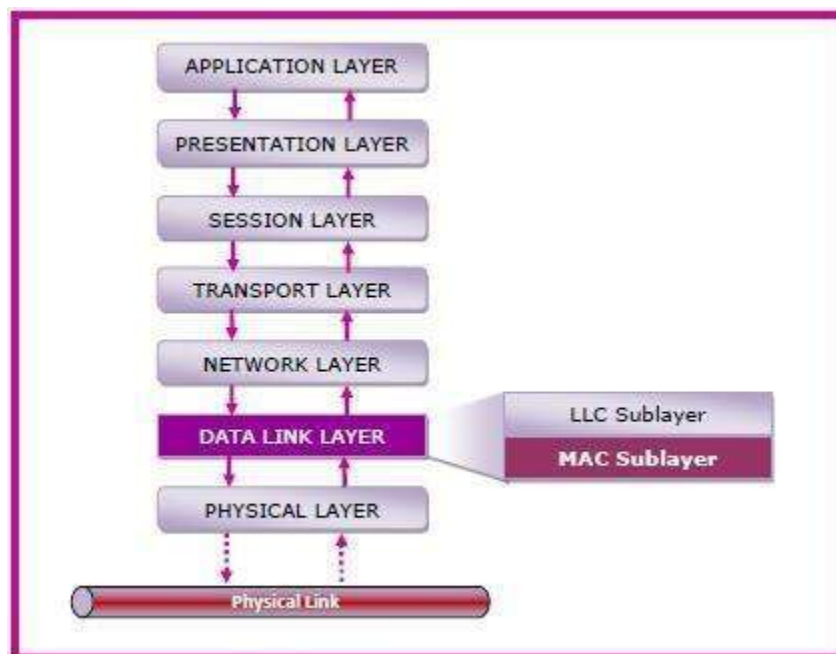 APPLICATION LAYER
PRESENTATION LAYER
SESSION LAYER
TRANSPORT LAYER
NETWORK LAYER
DATA LINK LAYER
LLC Sublayer
MAC Sublayer
PHYSICAL LAYER
Physical Link